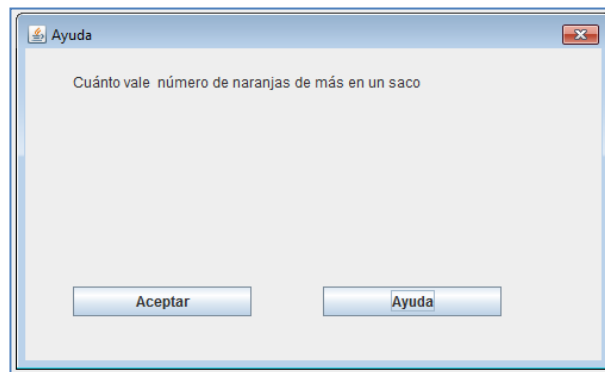 Ayuda
Cuánto vale número de naranjas de más en un saco
Aceptar
Ayuda